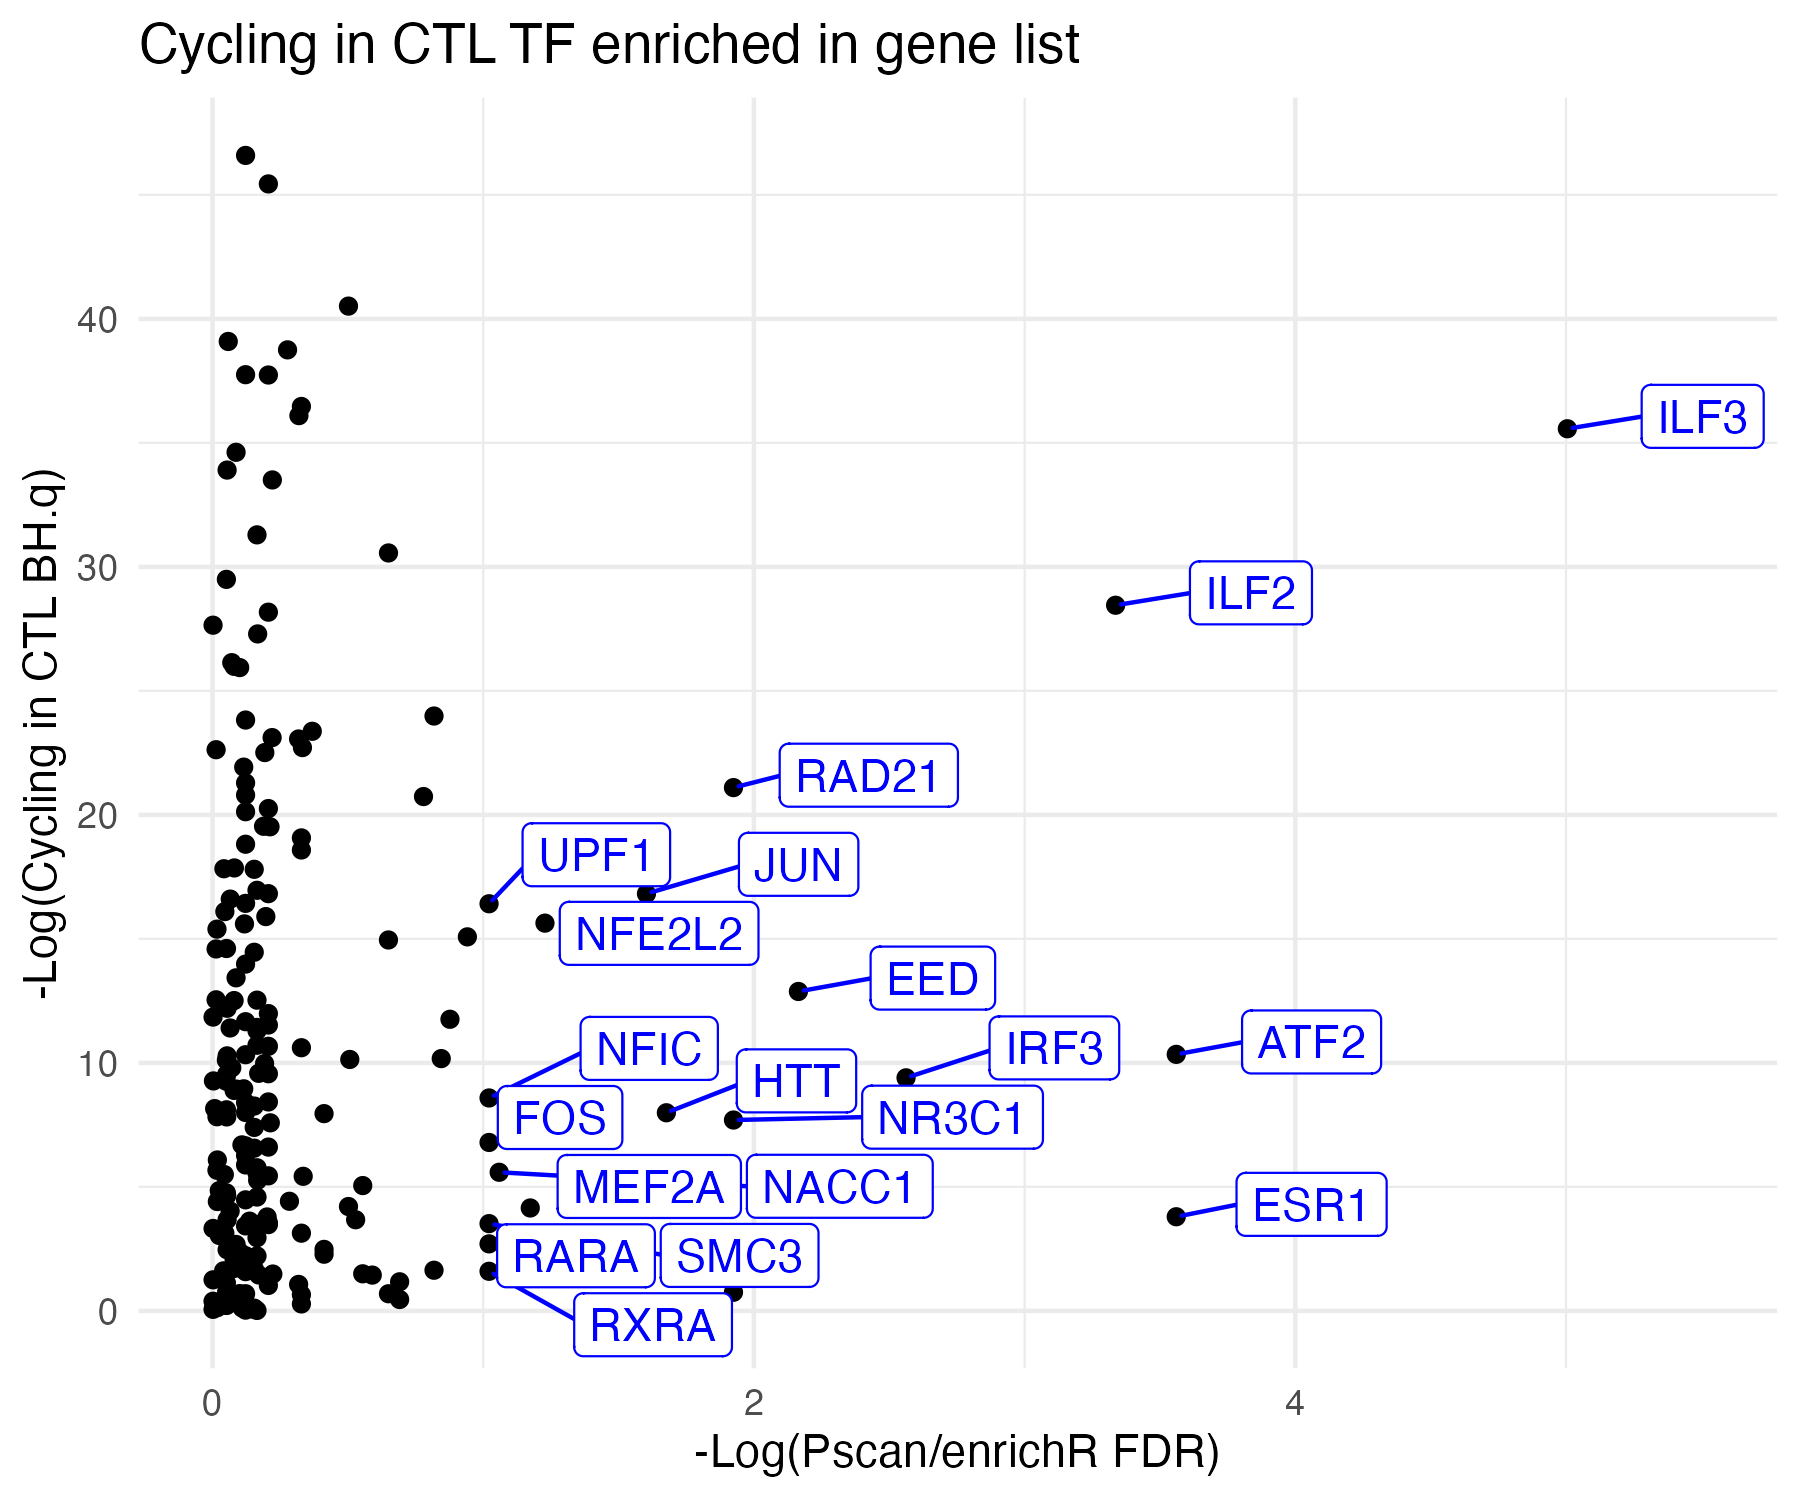 Cycling in CTL TF enriched in gene list
-Log(Cycling in CTL BH.q)
40
30
20
10
0
ILF3
ILF2
RAD21
UPF1
JUN
NFE2L2
EED
NFIC
IRF3
ATF2
HTT
FOS
NR3C1
MEF2A
NACC1
ESR1
RARA
SMC3
RXRA
0
2
4
-Log(Pscan/enrichR FDR)